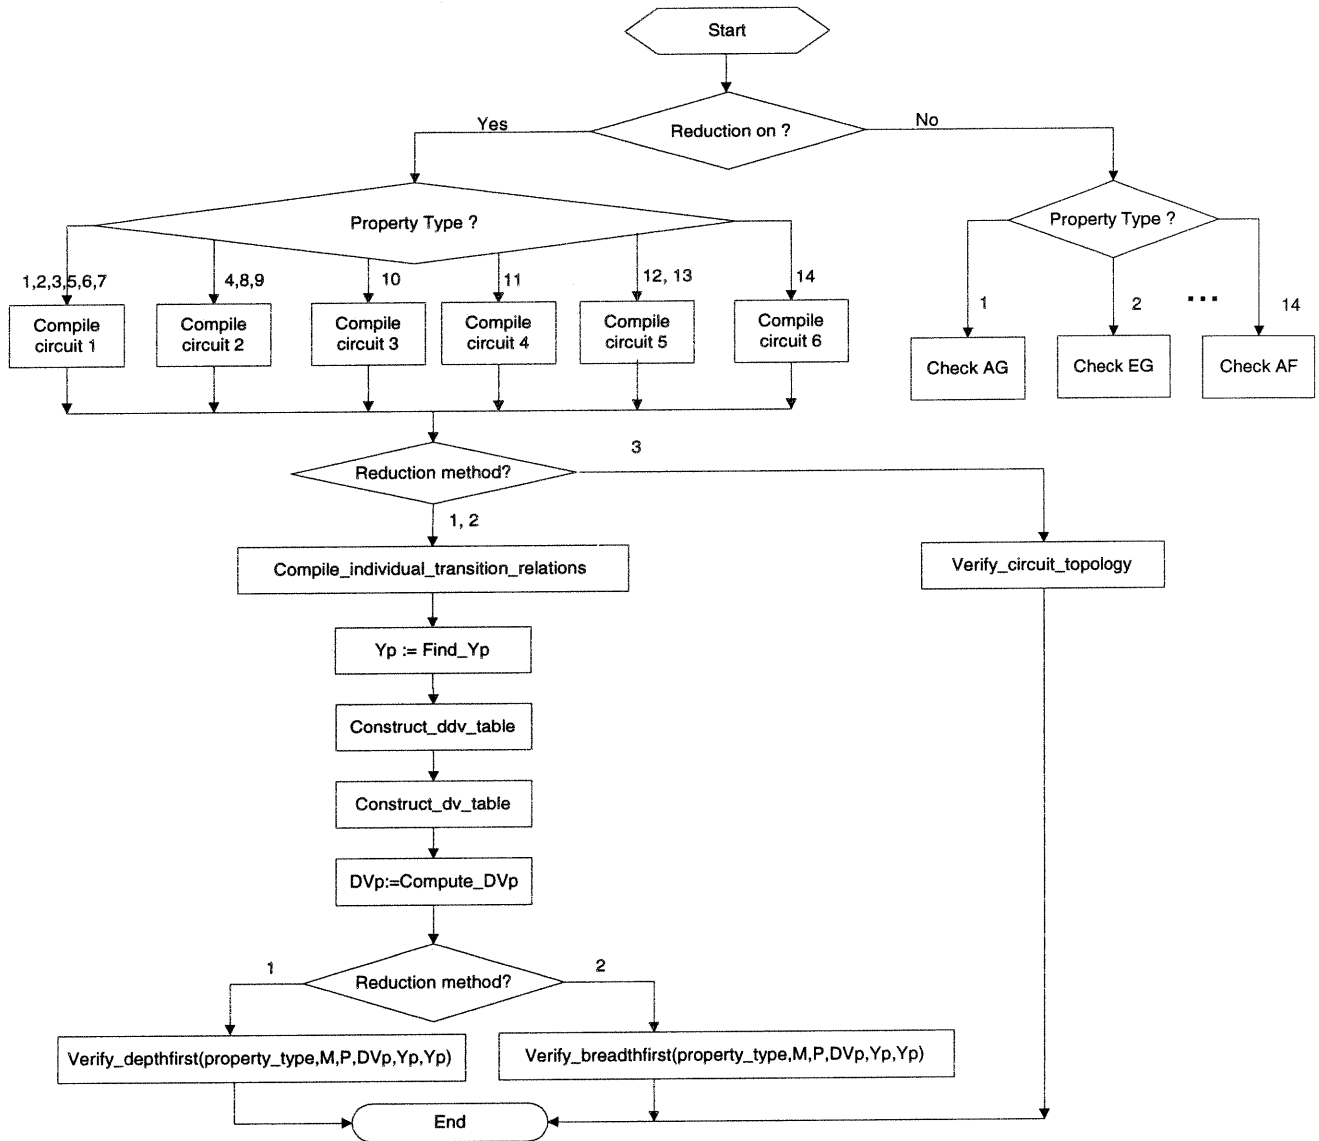 Start
Reduction on ?
Yes
No
Property Type ?
Property Type ?
1,2,3,5,6,7
4,8,9
10
11
12, 13
14
1
2
...
14
Compile
circuit 1
Compile
circuit 2
Compile
circuit 3
Compile
circuit 4
Compile
circuit 5
Compile
circuit 6
Check AG
Check EG
Check AF
Reduction method?
3
1, 2
Compile_individual_transition_relations
Verify_circuit_topology
Yp := Find_Yp
Construct_ddv_table
Construct_dv_table
DVp:=Compute_DVp
Reduction method?
1
2
Verify_depthfirst(property_type,M,P,DVp,Yp,Yp)
Verify_breadthfirst(property_type,M,P,DVp,Yp,Yp)
End